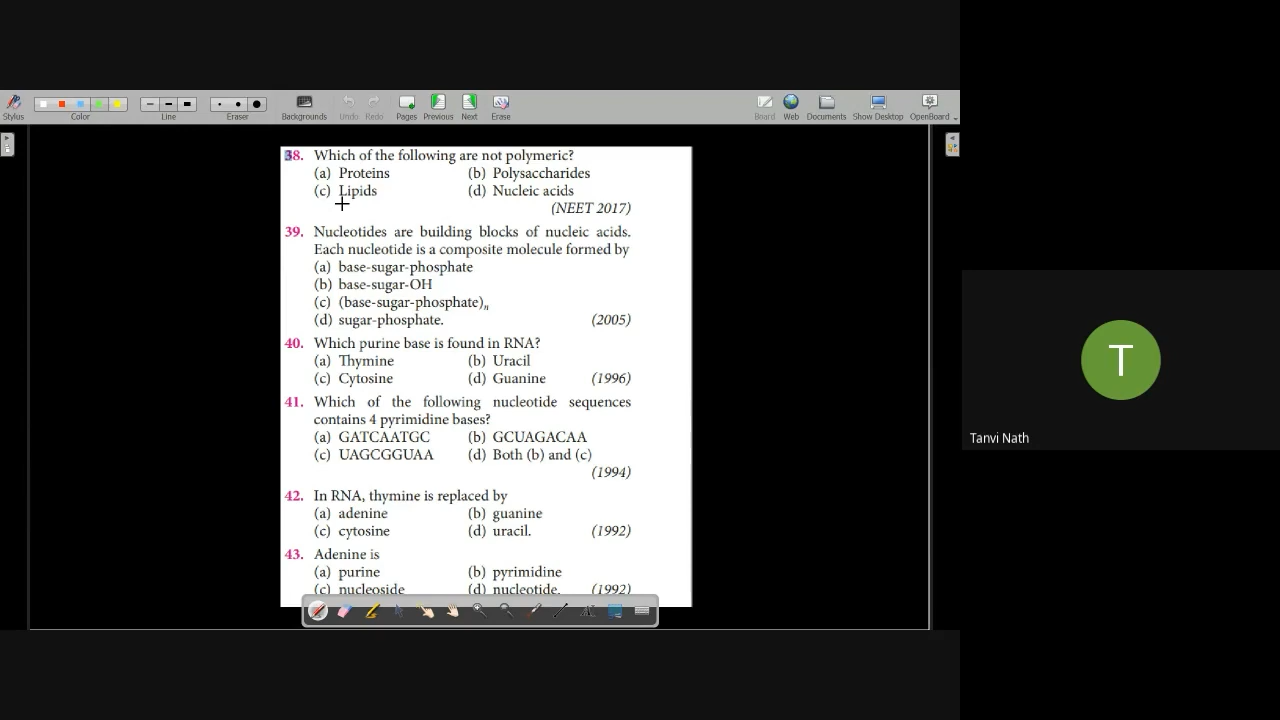 Stylus
Color
Line
Eraser
Backgrounds
Undo
Redo
Pages
Previous
Next
Erase
Board
Web
Documents
Show Desktop
OpenBoard
38. Which of the following are not polymeric?
(a) Proteins (b) Polysaccharides
(c) Lipids (d) Nucleic acids
(NEET 2017)
39. Nucleotides are building blocks of nucleic acids.
Each nucleotide is a composite molecule formed by
(a) base-sugar-phosphate
(b) base-sugar-OH
(c) (base-sugar-phosphate)n
(d) sugar-phosphate. (2005)
40. Which purine base is found in RNA?
(a) Thymine (b) Uracil
(c) Cytosine (d) Guanine (1996)
41. Which of the following nucleotide sequences
contains 4 pyrimidine bases?
(a) GATCAATGC (b) GCUAGACAA
(c) UAGCGGUAA (d) Both (b) and (c)
(1994)
42. In RNA, thymine is replaced by
(a) adenine (b) guanine
(c) cytosine (d) uracil. (1992)
43. Adenine is
(a) purine (b) pyrimidine
(c) nucleoside (d) nucleotide. (1992)
T
Tanvi Nath